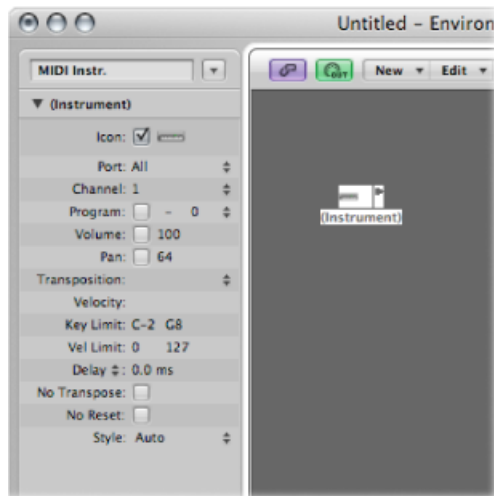 Untitled – Environ
MIDI Instr.
OUT New Edit
(Instrument)
Icon:
Port: All
Channel: 1
Program: - 0
Volume: 100
Pan: 64
Transposition:
Velocity:
Key Limit: C-2 G8
Vel Limit: 0 127
Delay : 0.0 ms
No Transpose:
No Reset:
Style: Auto
(Instrument)